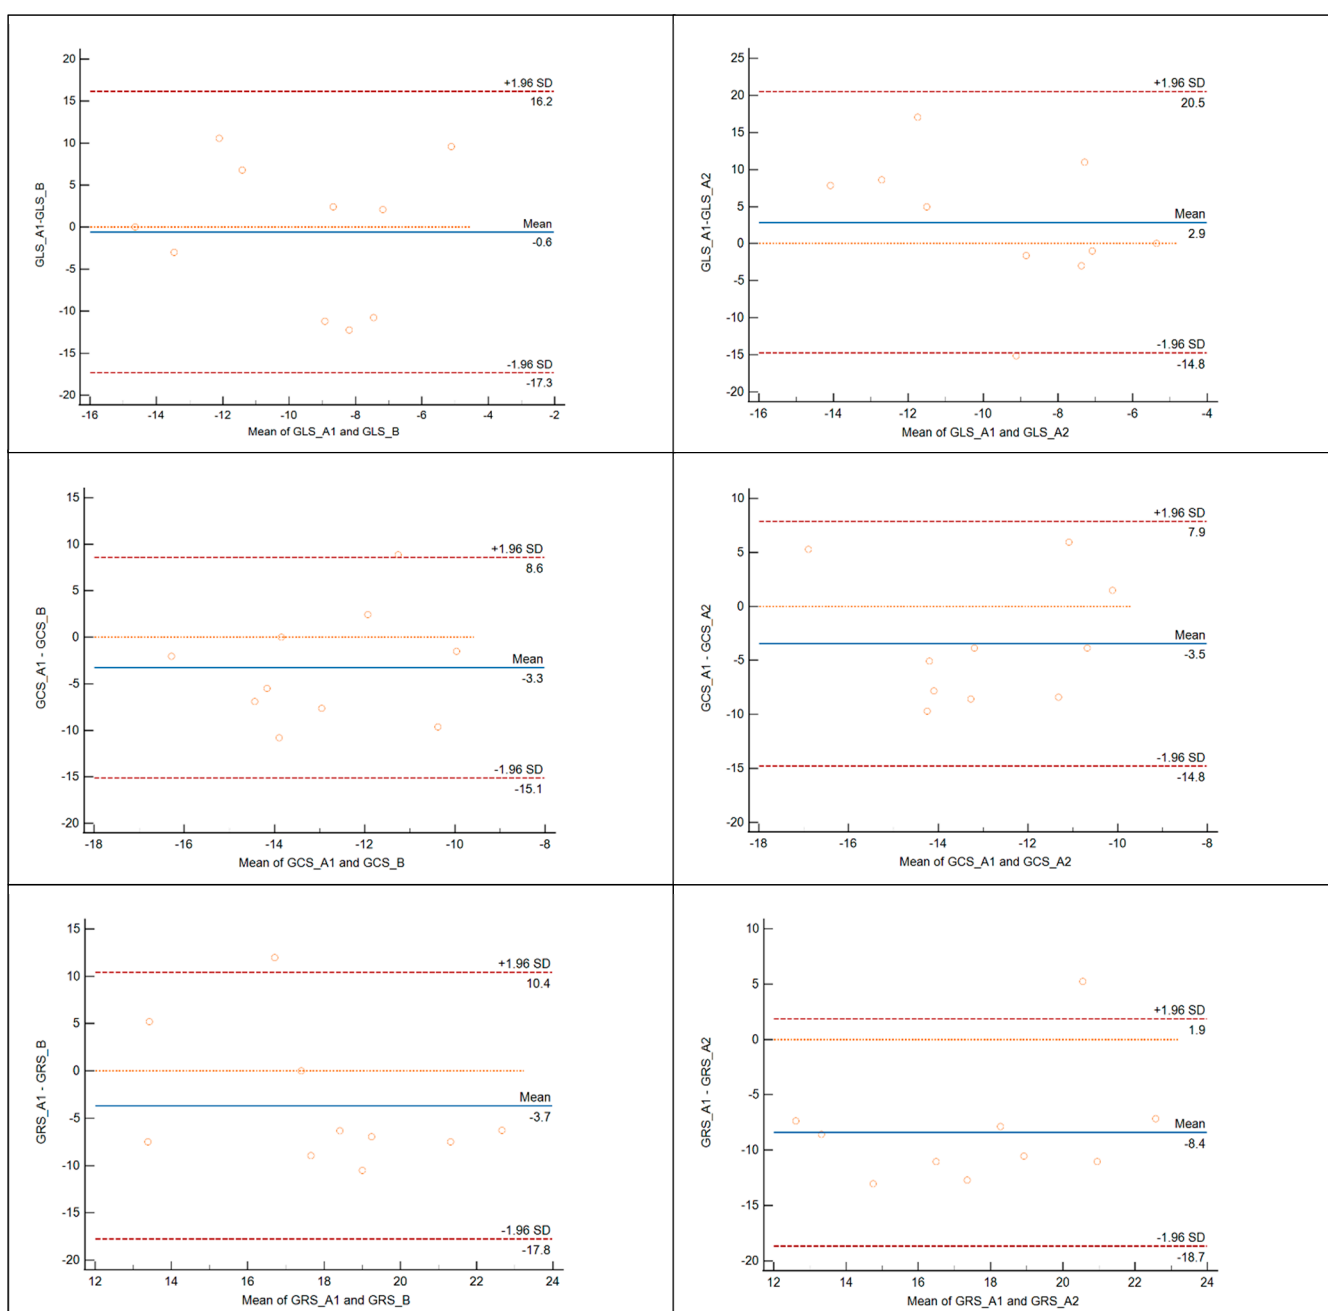 20
15
10
5
0
-5
-10
-15
-20
GLS_A1-GLS_B
+1.96 SD
16.2
Mean
-0.6
-1.96 SD
-17.3
-16 -14 -12 -10 -8 -6 -4 -2
Mean of GLS_A1 and GLS_B
25
20
15
10
5
0
-5
-10
-15
-20
GLS_A1-GLS_A2
+1.96 SD
20.5
Mean
2.9
-1.96 SD
-14.8
-16 -14 -12 -10 -8 -6 -4
Mean of GLS_A1 and GLS_A2
15
10
5
0
-5
-10
-15
-20
GCS_A1 - GCS_B
+1.96 SD
8.6
Mean
-3.3
-1.96 SD
-15.1
-18 -16 -14 -12 -10 -8
Mean of GCS_A1 and GCS_B
10
5
0
-5
-10
-15
-20
GCS_A1 - GCS_A2
+1.96 SD
7.9
Mean
-3.5
-1.96 SD
-14.8
-18 -16 -14 -12 -10 -8
Mean of GCS_A1 and GCS_A2
15
10
5
0
-5
-10
-15
-20
GRS_A1 - GRS_B
+1.96 SD
10.4
Mean
-3.7
-1.96 SD
-17.8
12 14 16 18 20 22 24
Mean of GRS_A1 and GRS_B
10
5
0
-5
-10
-15
-20
GRS_A1 - GRS_A2
+1.96 SD
1.9
Mean
-8.4
-1.96 SD
-18.7
12 14 16 18 20 22 24
Mean of GRS_A1 and GRS_A2